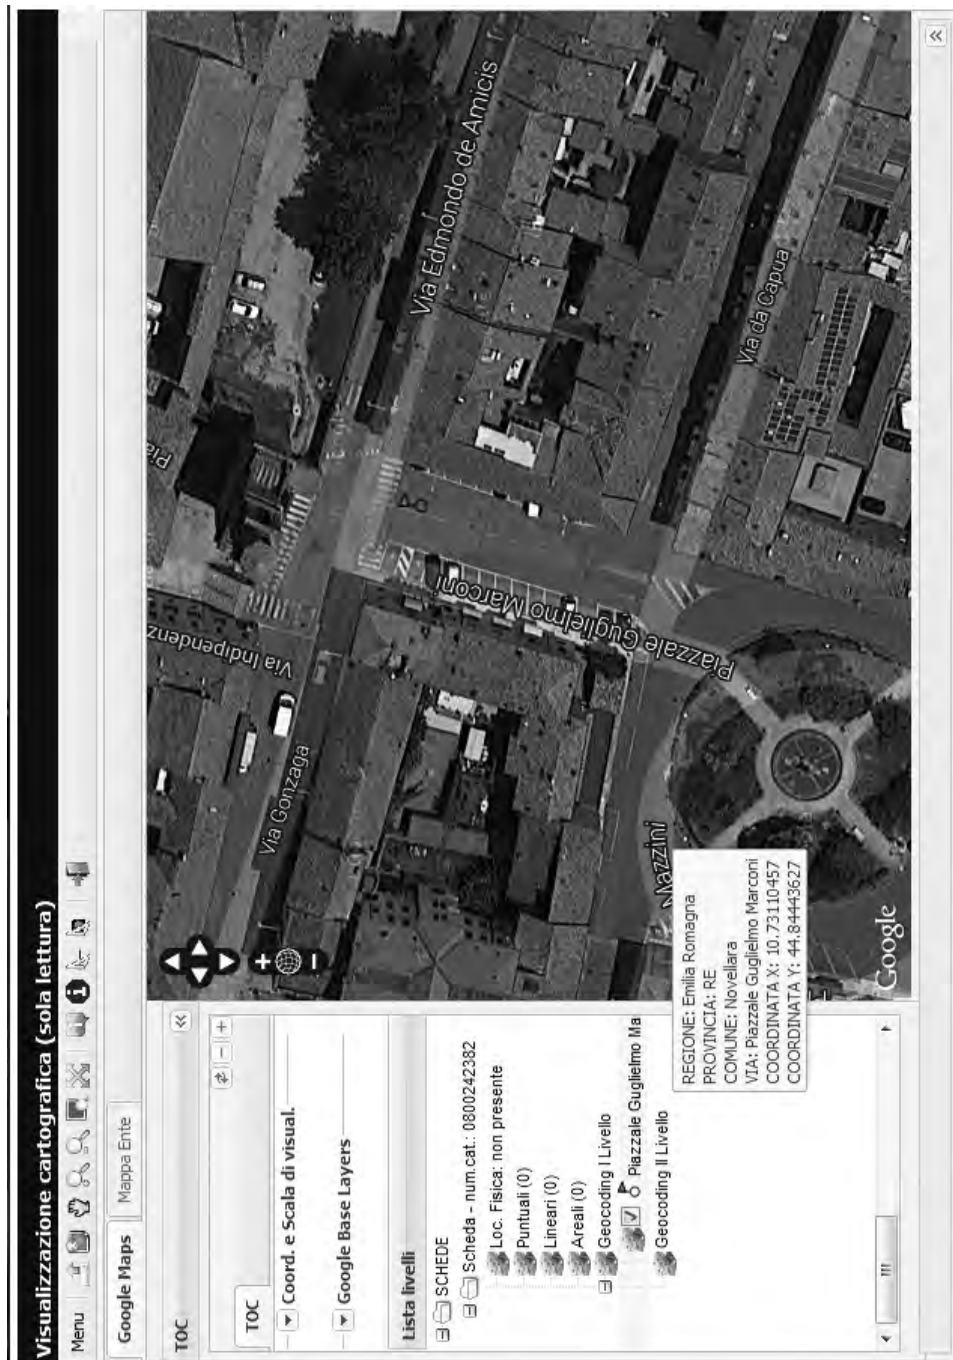 Visualizzazione cartografica (sola lettura)
Menu
Google Maps
Mappa Ente
TOC
TOC
Coord. e Scala di visual.
Google Base Layers
Lista livelli
SCHEDE
Scheda - num.cat.: 0800242382
Loc. Fisica: non presente
Puntuali (0)
Lineari (0)
Areali (0)
Geocoding I Livello
Piazzale Guglielmo Ma
Geocoding II Livello
REGIONE: Emilia Romagna
PROVINCIA: RE
COMUNE: Novellara
VIA: Piazzale Guglielmo Marconi
COORDINATA X: 10.73110457
COORDINATA Y: 44.84443627
Via Gonzaga
Via Indipendenz
Pia
Via Edmondo de Amicis
Piazzale Guglielmo Marconi
Via da Capua
Mazzini
Google